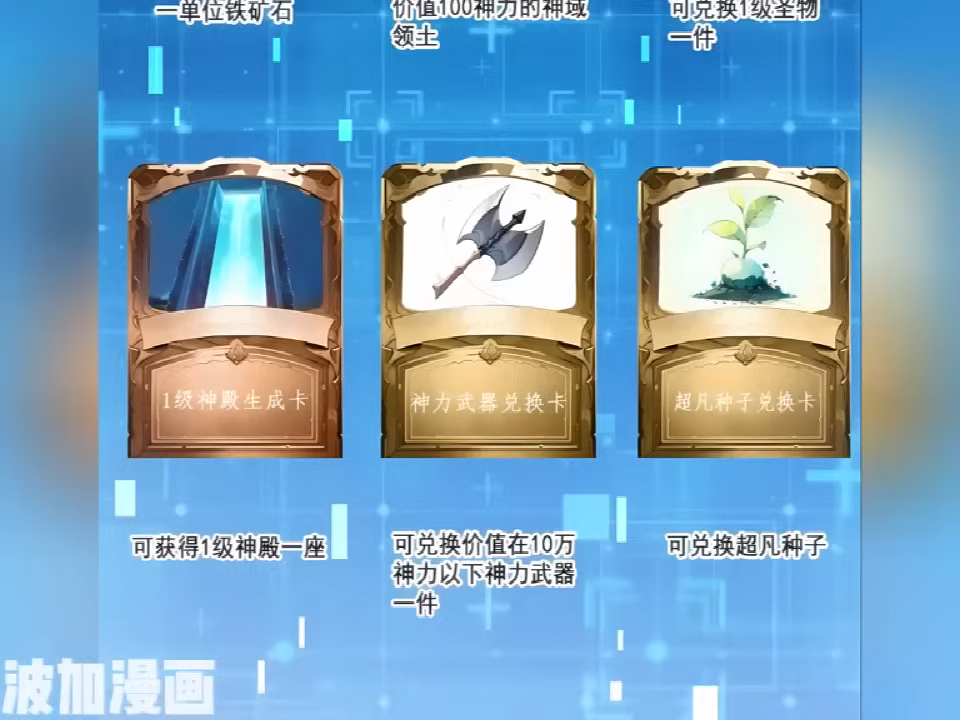 一单位铁矿石
价值100神力的神域
领土
可兑换1级圣物
一件
1级神殿生成卡
神力武器兑换卡
超凡种子兑换卡
可获得1级神殿一座
可兑换价值在10万
神力以下神力武器
一件
可兑换超凡种子
波加漫画